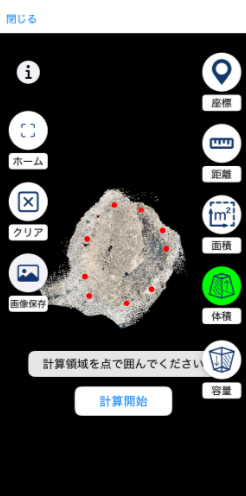 閉じる
i
座標
ホーム
距離
クリア
m²
面積
画像保存
体積
計算領域を点で囲んでください
容量
計算開始